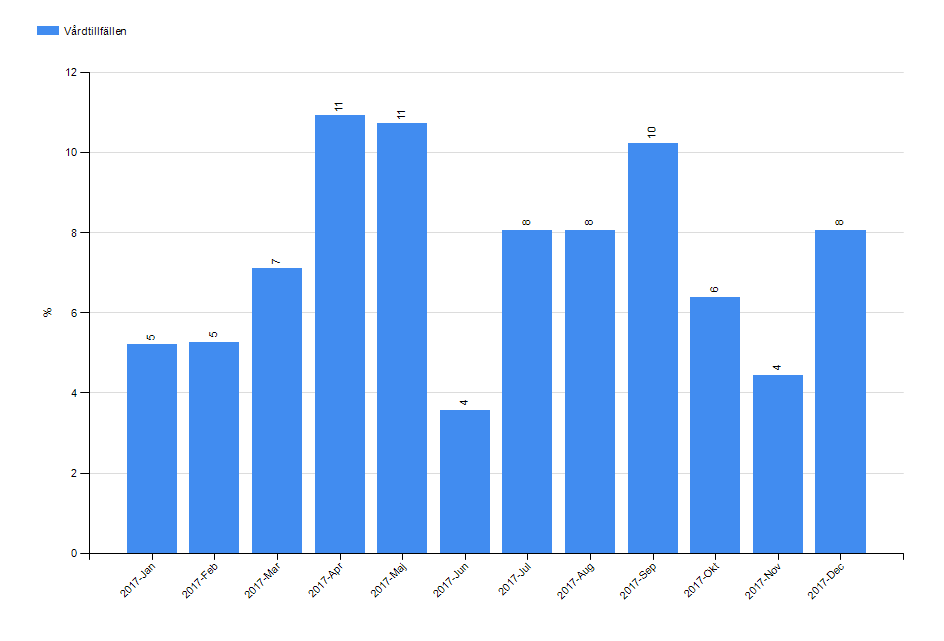 Vårdtillfällen
12
10
8
6
4
2
0
%
5
5
7
11
11
4
8
8
10
6
4
8
2017-Jan
2017-Feb
2017-Mar
2017-Apr
2017-Maj
2017-Jun
2017-Jul
2017-Aug
2017-Sep
2017-Okt
2017-Nov
2017-Dec